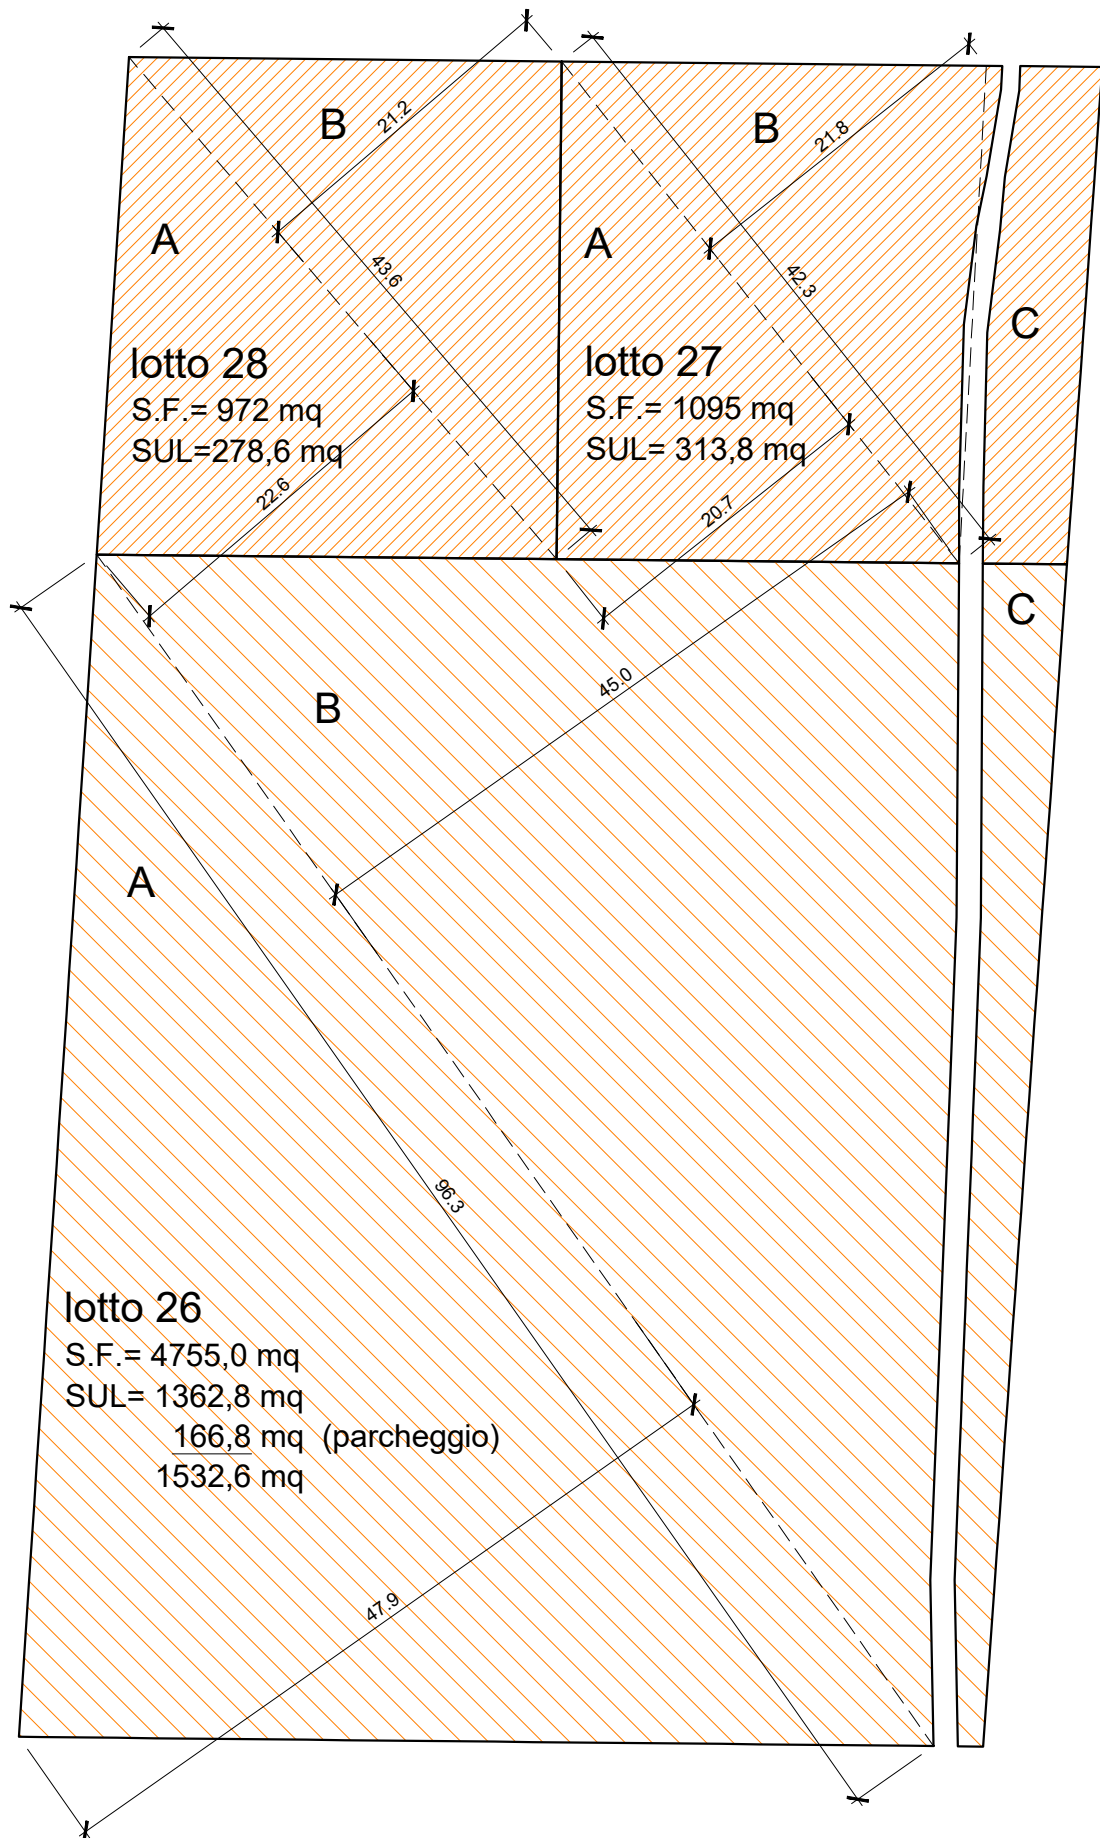 B
21.2
B
21.8
A
A
43.6
42.3
C
lotto 28
S.F.= 972 mq
SUL=278,6 mq
lotto 27
S.F.= 1095 mq
SUL= 313,8 mq
22.6
20.7
C
45.0
B
A
96.3
lotto 26
S.F.= 4755,0 mq
SUL= 1362,8 mq
166,8 mq (parcheggio)
1532,6 mq
47.9